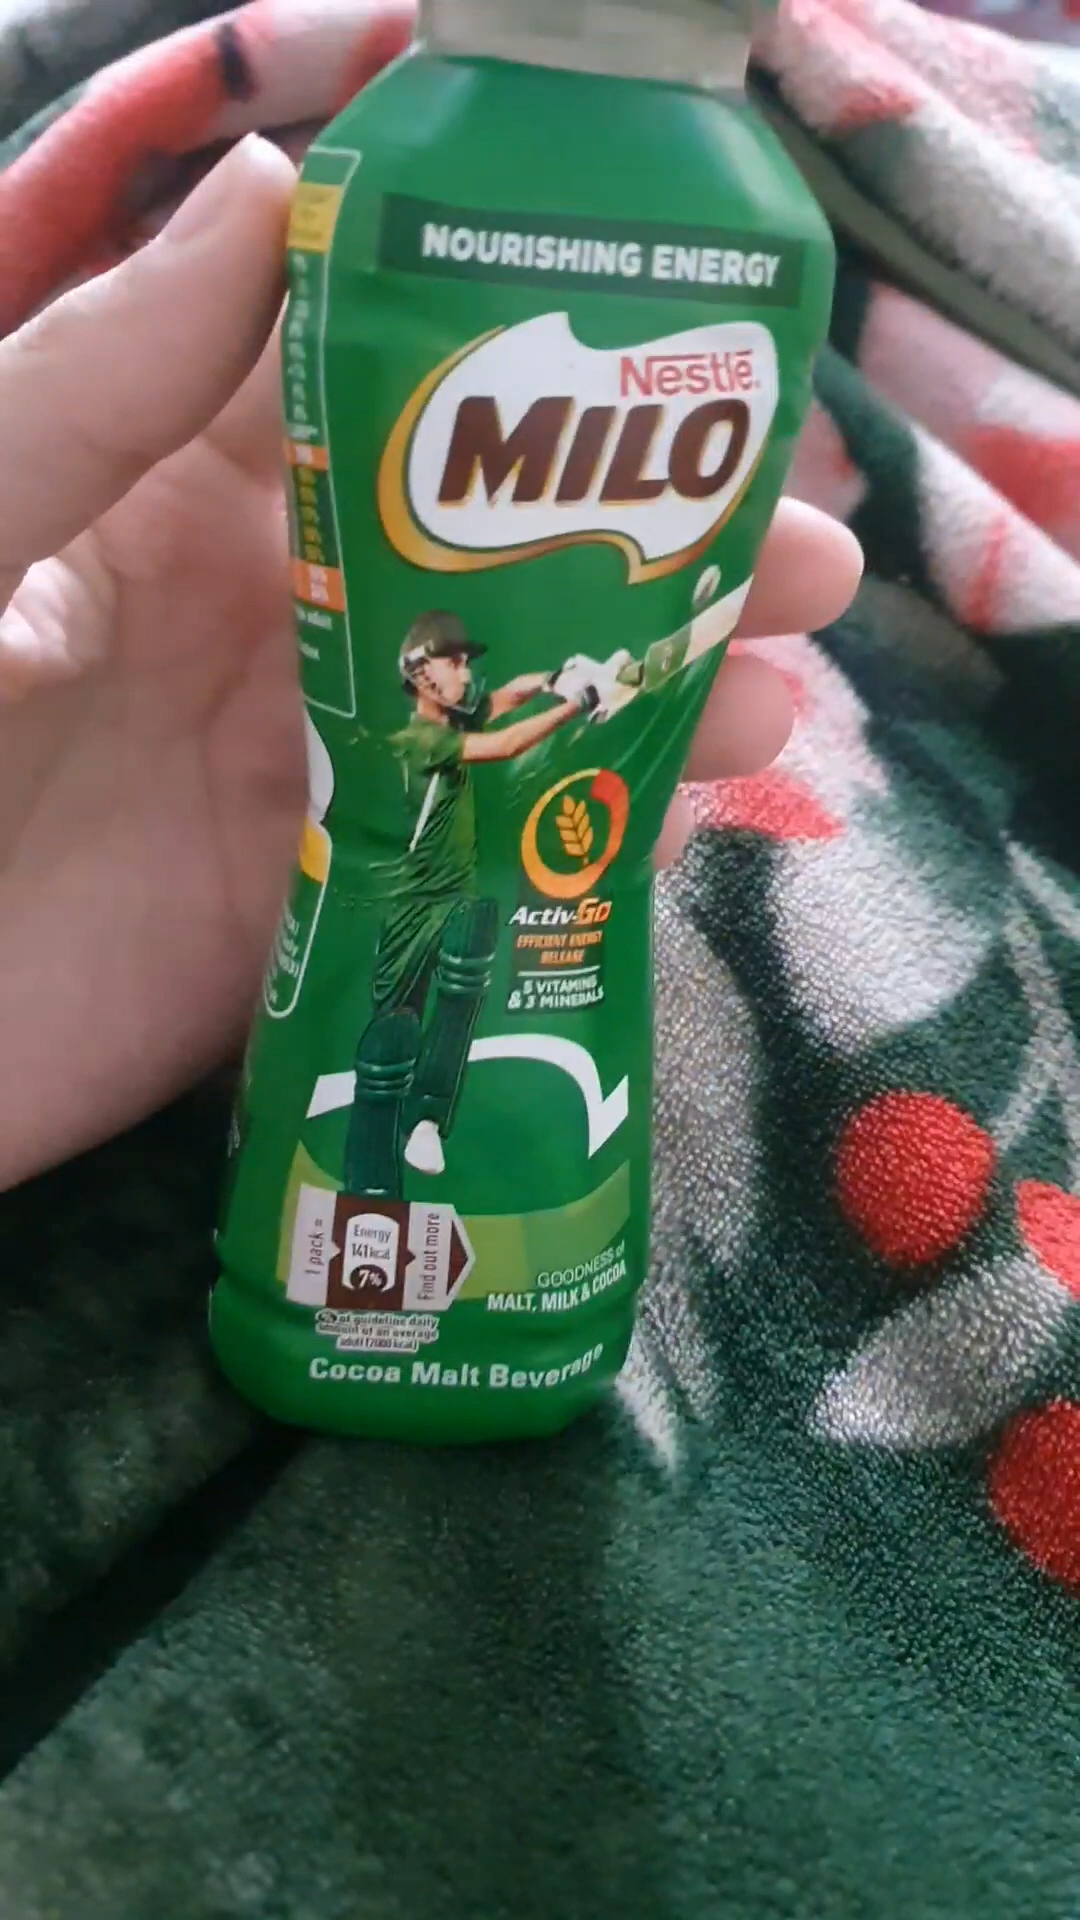 NOURISHING ENERGY
Nestlé
MILO
Activ-Go
EFFICIENT ENERGY
RELEASE
5 VITAMINS
& 3 MINERALS
1 pack =
Energy
141kcal
7%
Find out more
% of guideline daily
amount of an average
adult (2000 kcal)
GOODNESS of
MALT, MILK & COCOA
Cocoa Malt Beverage